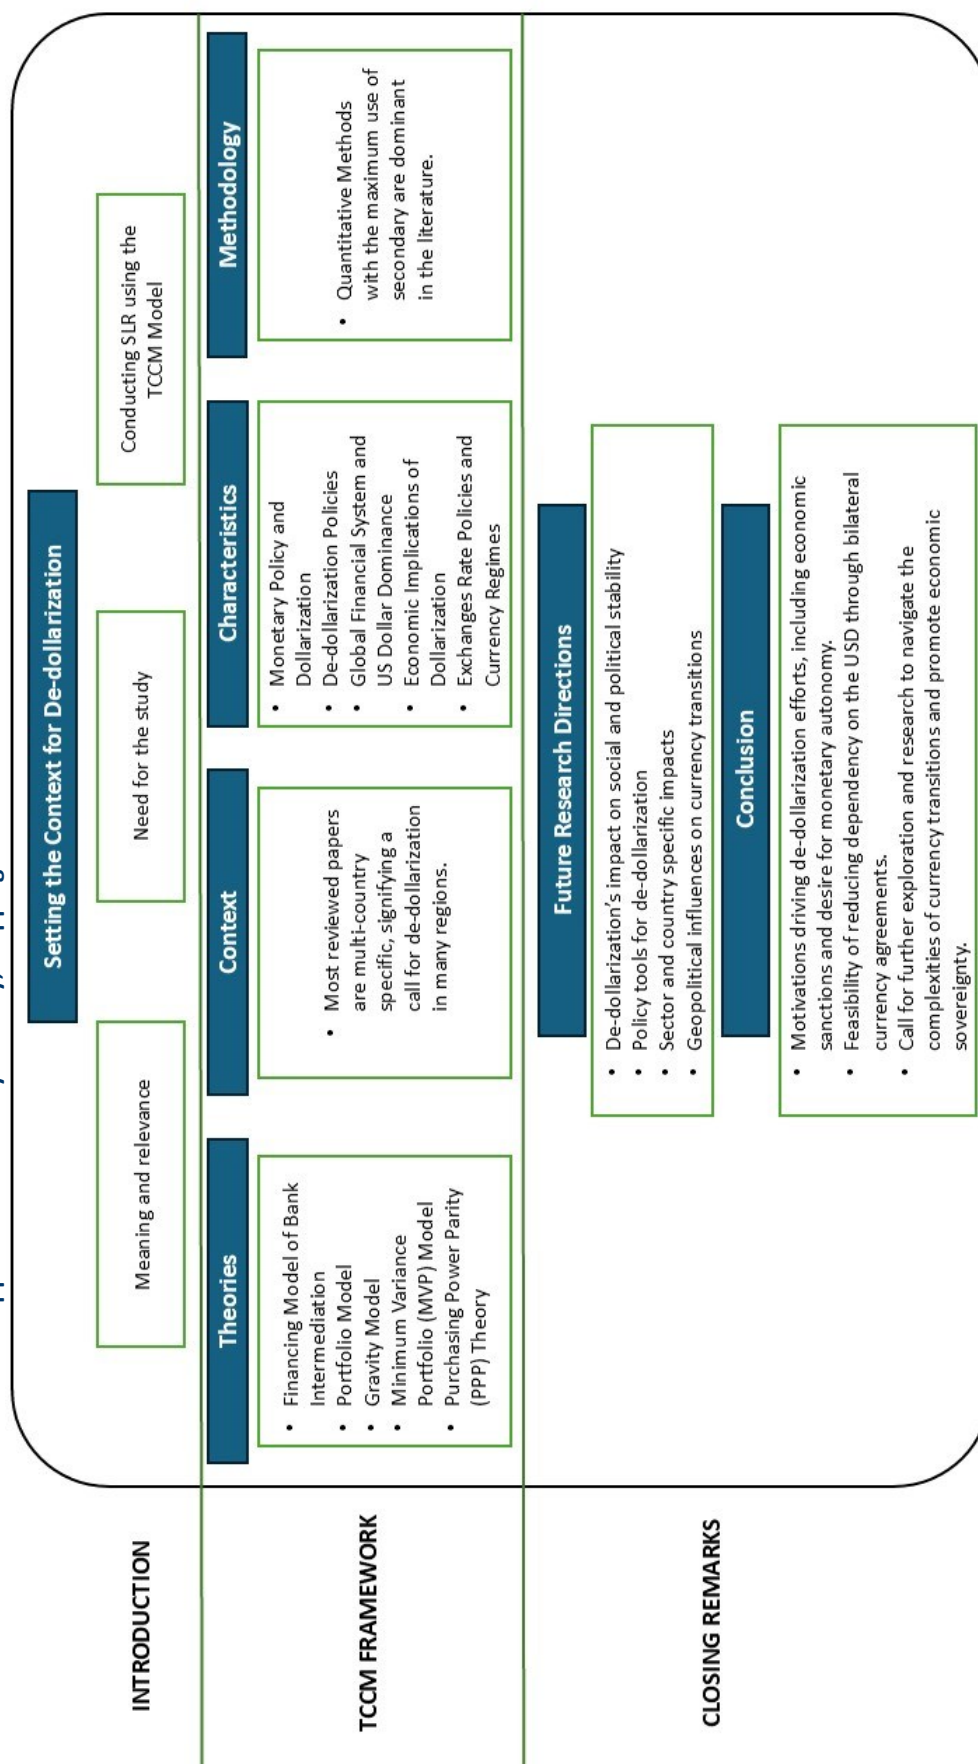 INTRODUCTION
Setting the Context for De-dollarization
Meaning and relevance
Need for the study
Conducting SLR using the
TCCM Model
TCCM FRAMEWORK
Theories
• Financing Model of Bank
Intermediation
• Portfolio Model
• Gravity Model
• Minimum Variance
Portfolio (MVP) Model
• Purchasing Power Parity
(PPP) Theory
Context
• Most reviewed papers
are multi-country
specific, signifying a
call for de-dollarization
in many regions.
Characteristics
• Monetary Policy and
Dollarization
• De-dollarization Policies
• Global Financial System and
US Dollar Dominance
• Economic Implications of
Dollarization
• Exchanges Rate Policies and
Currency Regimes
Methodology
• Quantitative Methods
with the maximum use of
secondary are dominant
in the literature.
CLOSING REMARKS
Future Research Directions
• De-dollarization's impact on social and political stability
• Policy tools for de-dollarization
• Sector and country specific impacts
• Geopolitical influences on currency transitions
Conclusion
• Motivations driving de-dollarization efforts, including economic
sanctions and desire for monetary autonomy.
• Feasibility of reducing dependency on the USD through bilateral
currency agreements.
• Call for further exploration and research to navigate the
complexities of currency transitions and promote economic
sovereignty.